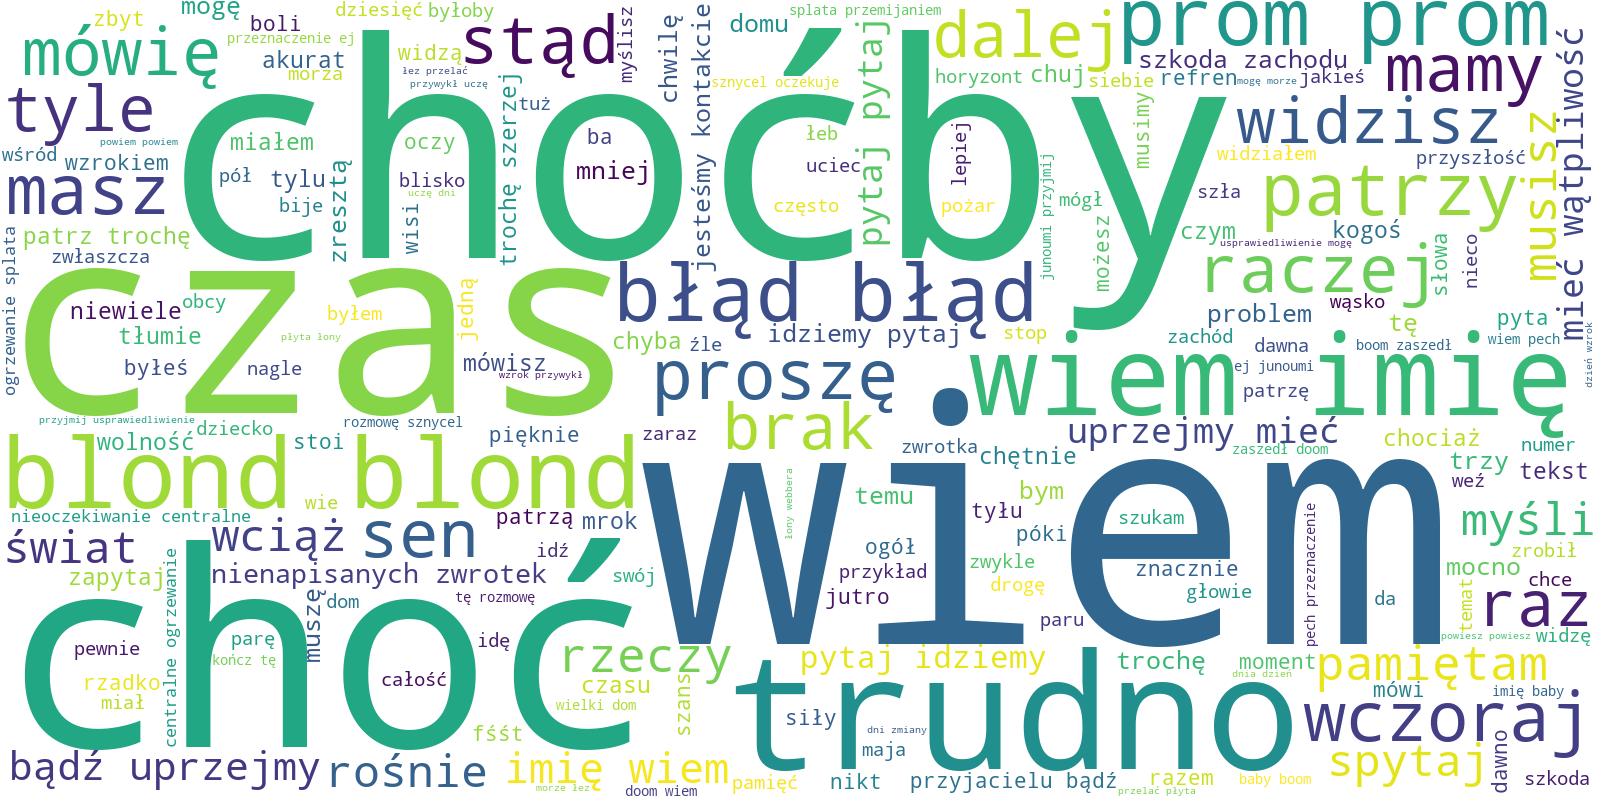 choćby
wiem
czas
choć
trudno
prom prom
blond blond
błąd błąd
wiem imię
stąd
mówię
dalej
mamy
tyle
masz
widzisz
patrzy
raczej
musisz
mieć wątpliwość
proszę
brak
sen
wciąż
świat
nienapisanych zwrotek
rzeczy
pytaj idziemy
pamiętam
wczoraj
raz
myśli
spytaj
imię wiem
rośnie
bądź uprzejmy
uprzejmy mieć
pytaj pytaj
jesteśmy kontakcie
trochę szerzej
mogę
zbyt
boli
dziesięć
byłoby
przeznaczenie ej
akurat
morza
widzą
łez przelać
przywykł uczę
myślisz
chwilę
domu
splata przemijaniem
sznycel oczekuje
horyzont
chuj
siebie
szkoda zachodu
refren
mogę morze
jakieś
powiem powiem
wśród
wzrokiem
miałem
oczy
tuż
ba
mniej
łeb
uciec
lepiej
musimy
widziałem
przyszłość
pół
tylu
blisko
uczę dni
bije
zresztą
wisi
często
pożar
junoumi przyjmij
mógł
możesz
szła
czym
kogoś
usprawiedliwienie mogę
słowa
nieco
patrz trochę
zwłaszcza
ogrzewanie splata
niewiele
obcy
tłumie
byłem
jedną
płyta łony
byłeś
nagle
mówisz
wzrok przywykł
chyba
źle
idziemy pytaj
stop
zachód
problem
dawna
wąsko
tę
boom zaszedł
pyta
wiem pech
dzień wzrok
ej junoumi
patrzę
przyjmij usprawiedliwienie
wolność
dziecko
stoi
rozmowę sznycel
pięknie
zaraz
zwrotka
chętnie
zaszedł doom
chociaż
numer
trzy
weź
tekst
nieoczekiwanie centralne
wie
patrzą
mrok
idź
łony webbera
temu
tyłu
bym
póki
szukam
ogół
zwykle
przykład
drogę
znacznie
głowie
pech przeznaczenie
mocno
zrobił
chce
temat
da
zapytaj
centralne ogrzewanie
muszę
dom
tę rozmowę
swój
jutro
paru
powiesz powiesz
widzę
pewnie
parę
kończ tę
całość
idę
rzadko
miał
czasu
wielki dom
szans
trochę
moment
dnia dzień
mówi
imię baby
fśśt
siły
dni zmiany
maja
morze łez
doom wiem
pamięć
nikt
przyjacielu bądź
razem
przelać płyta
baby boom
dawno
szkoda